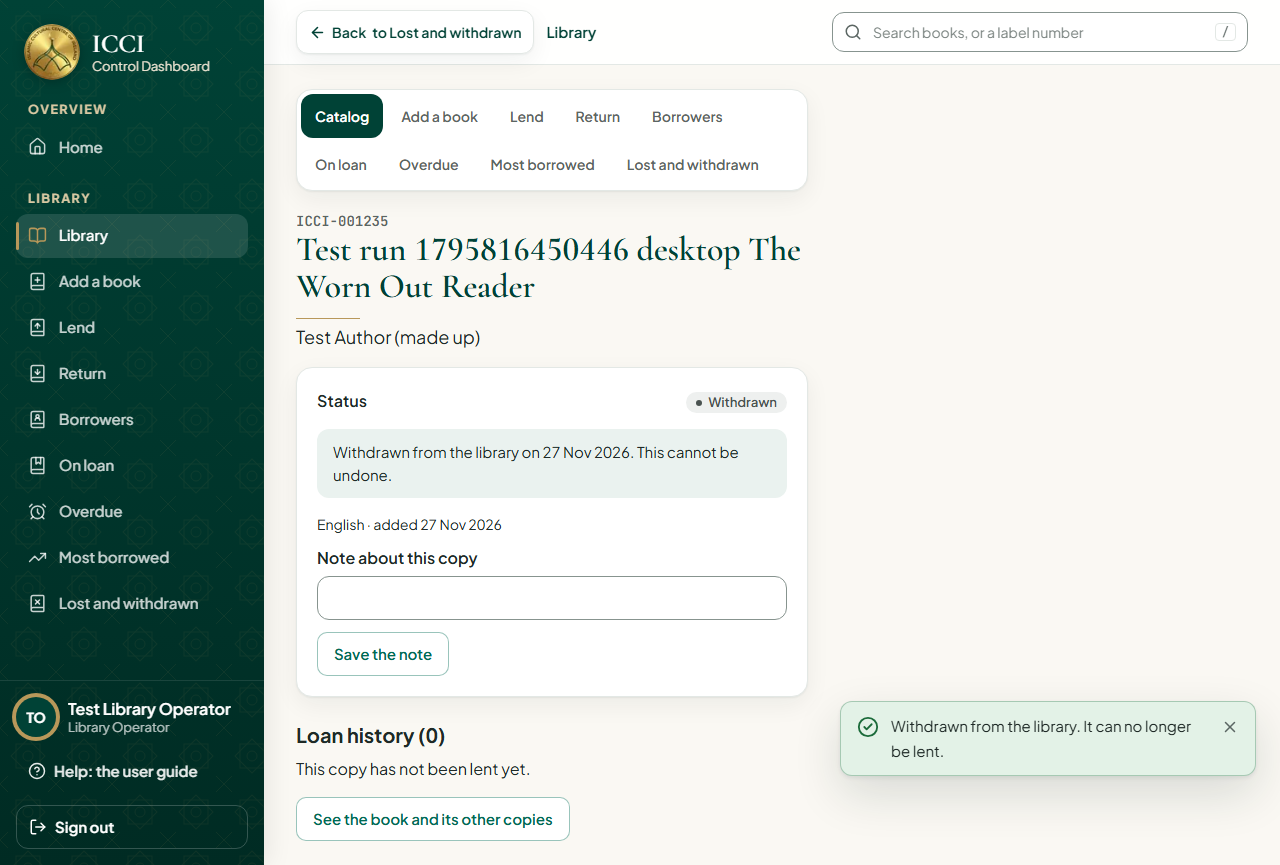 ICCI
Control Dashboard
OVERVIEW
Home
LIBRARY
Library
Add a book
Lend
Return
Borrowers
On loan
Overdue
Most borrowed
Lost and withdrawn
TO
Test Library Operator
Library Operator
Help: the user guide
Sign out
Back to Lost and withdrawn
Library
Search books, or a label number
/
Catalog
Add a book
Lend
Return
Borrowers
On loan
Overdue
Most borrowed
Lost and withdrawn
ICCI-001235
Test run 1795816450446 desktop The
Worn Out Reader
Test Author (made up)
Status
Withdrawn
Withdrawn from the library on 27 Nov 2026. This cannot be
undone.
English · added 27 Nov 2026
Note about this copy
Save the note
Loan history (0)
This copy has not been lent yet.
See the book and its other copies
Withdrawn from the library. It can no longer
be lent.